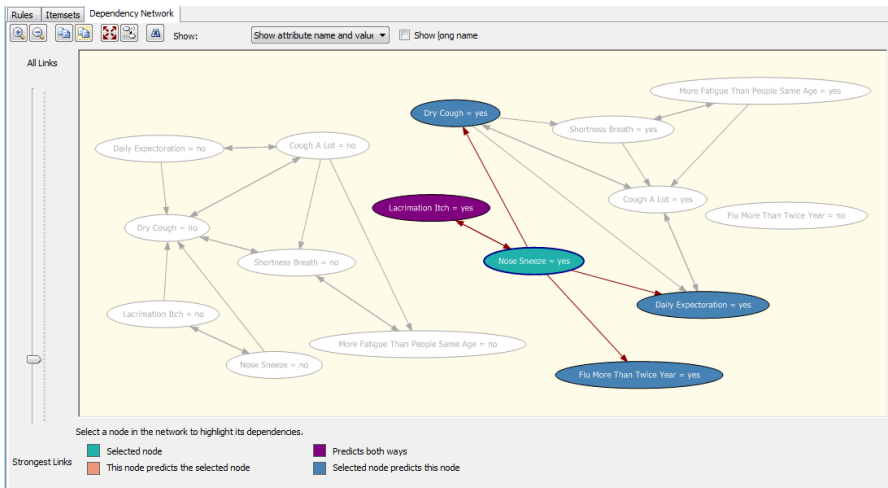 Rules Itemsets Dependency Network
Show: Show attribute name and value Show long name
All Links
More Fatigue Than People Same Age = yes
Dry Cough = yes
Shortness Breath = yes
Daily Expectoration = no
Cough A Lot = no
Cough A Lot = yes
Lacrimation Itch = yes
Flu More Than Twice Year = no
Dry Cough = no
Shortness Breath = no
Nose Sneeze = yes
Daily Expectoration = yes
Lacrimation Itch = no
More Fatigue Than People Same Age = no
Nose Sneeze = no
Flu More Than Twice Year = yes
Select a node in the network to highlight its dependencies.
Selected node Predicts both ways
Strongest Links
This node predicts the selected node Selected node predicts this node